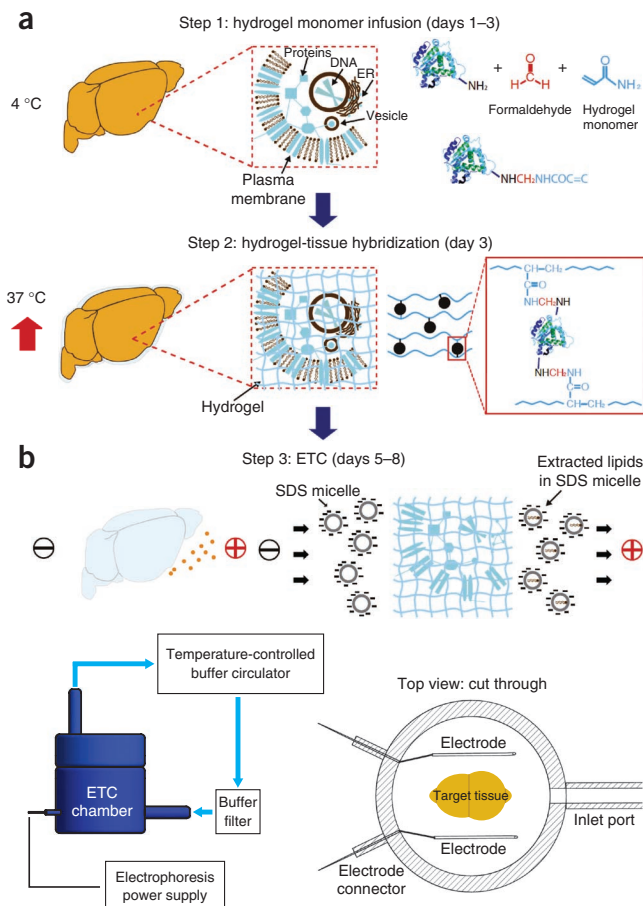 a
Step 1: hydrogel monomer infusion (days 1–3)
4 °C
Proteins
DNA
ER
Vesicle
Plasma
membrane
NH2
+
Formaldehyde
+
Hydrogel
monomer
O
H H
O
NH2
NHCH2NHCOC=C
Step 2: hydrogel-tissue hybridization (day 3)
37 °C
Hydrogel
CH–CH2
C=O
NHCH2NH
NHCH2NH
C=O
CH–CH2
b
Step 3: ETC (days 5–8)
SDS micelle
Extracted lipids
in SDS micelle
Temperature-controlled
buffer circulator
ETC
chamber
Buffer
filter
Electrophoresis
power supply
Top view: cut through
Electrode
Target tissue
Electrode
Inlet port
Electrode
connector